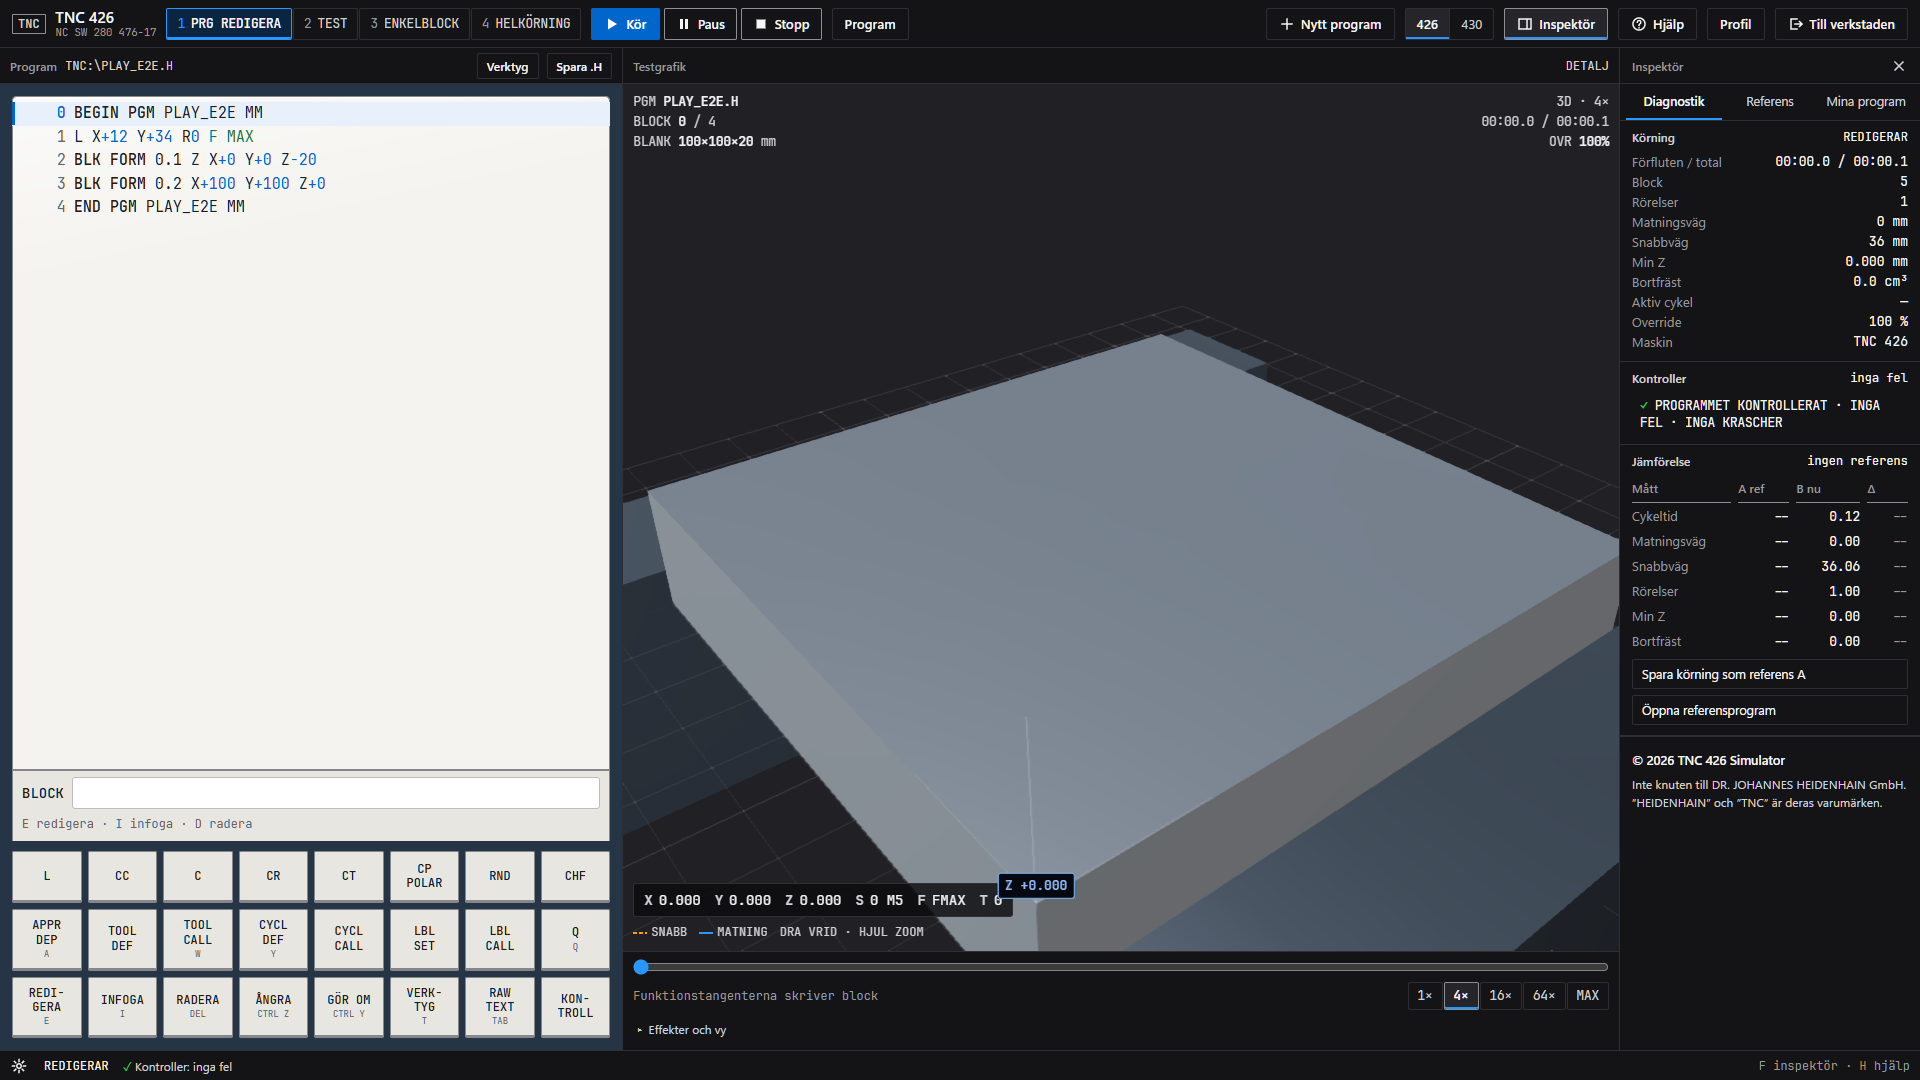 TNC
TNC 426
NC SW 280 476-17
1 PRG REDIGERA
2 TEST
3 ENKELBLOCK
4 HELKÖRNING
Kör
Paus
Stopp
Program
Nytt program
426
430
Inspektör
Hjälp
Profil
Till verkstaden
Program TNC:\PLAY_E2E.H
Verktyg
Spara .H
0 BEGIN PGM PLAY_E2E MM
1 L X+12 Y+34 R0 F MAX
2 BLK FORM 0.1 Z X+0 Y+0 Z-20
3 BLK FORM 0.2 X+100 Y+100 Z+0
4 END PGM PLAY_E2E MM
BLOCK
E redigera · I infoga · D radera
L
CC
C
CR
CT
CP POLAR
RND
CHF
APPR DEP A
TOOL DEF
TOOL CALL W
CYCL DEF Y
CYCL CALL
LBL SET
LBL CALL
Q Q
REDI-GERA E
INFOGA I
RADERA DEL
ÅNGRA CTRL Z
GÖR OM CTRL Y
VERK-TYG T
RAW TEXT TAB
KON-TROLL
Testgrafik
DETALJ
PGM PLAY_E2E.H
3D · 4×
BLOCK 0 / 4
00:00.0 / 00:00.1
BLANK 100×100×20 mm
OVR 100%
Z +0.000
X 0.000 Y 0.000 Z 0.000 S 0 M5 F FMAX T 0
SNABB MATNING DRA VRID · HJUL ZOOM
Funktionstangenterna skriver block
1×
4×
16×
64×
MAX
Effekter och vy
Inspektör
Diagnostik
Referens
Mina program
Körning REDIGERAR
Förfluten / total 00:00.0 / 00:00.1
Block 5
Rörelser 1
Matningsväg 0 mm
Snabbväg 36 mm
Min Z 0.000 mm
Bortfräst 0.0 cm³
Aktiv cykel —
Override 100 %
Maskin TNC 426
Kontroller inga fel
✓ PROGRAMMET KONTROLLERAT · INGA
FEL · INGA KRASCHER
Jämförelse ingen referens
Mått A ref B nu Δ
Cykeltid -- 0.12 --
Matningsväg -- 0.00 --
Snabbväg -- 36.06 --
Rörelser -- 1.00 --
Min Z -- 0.00 --
Bortfräst -- 0.00 --
Spara körning som referens A
Öppna referensprogram
© 2026 TNC 426 Simulator
Inte knuten till DR. JOHANNES HEIDENHAIN GmbH.
”HEIDENHAIN” och ”TNC” är deras varumärken.
REDIGERAR
✓ Kontroller: inga fel
F inspektör · H hjälp